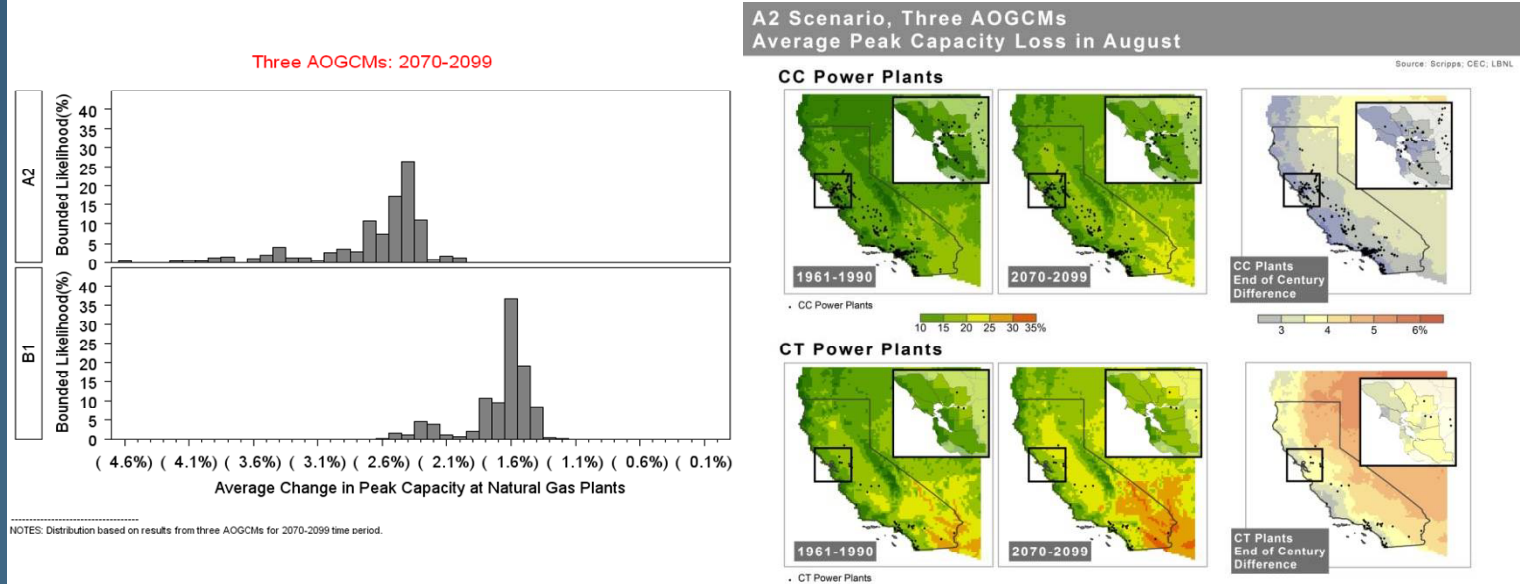 Three AOGCMs: 2070-2099
A2
Bounded Likelihood(%)
40
35
30
25
20
15
10
5
0
B1
Bounded Likelihood(%)
40
35
30
25
20
15
10
5
0
( 4.6%) ( 4.1%) ( 3.6%) ( 3.1%) ( 2.6%) ( 2.1%) ( 1.6%) ( 1.1%) ( 0.6%) ( 0.1%)
Average Change in Peak Capacity at Natural Gas Plants
NOTES: Distribution based on results from three AOGCMs for 2070-2099 time period.
A2 Scenario, Three AOGCMs
Average Peak Capacity Loss in August
Source: Scripps; CEC; LBNL
CC Power Plants
1961-1990
2070-2099
CC Plants
End of Century
Difference
. CC Power Plants
10 15 20 25 30 35%
3 4 5 6%
CT Power Plants
1961-1990
2070-2099
CT Plants
End of Century
Difference
. CT Power Plants